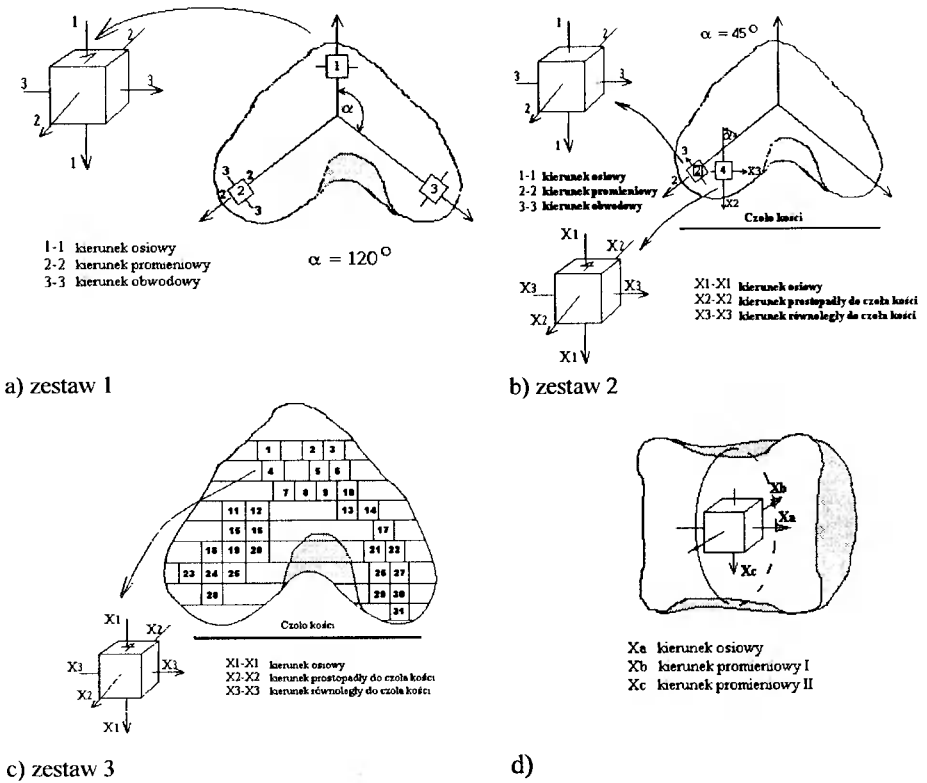 1
2
3
3
2
1
1
α
2
3
2
2
3
3
1-1 kierunek osiowy
2-2 kierunek promieniowy
3-3 kierunek obwodowy
α = 120°
a) zestaw 1
1
2
3
3
2
1
α = 45°
3
2
2
4
X3
X2
1-1 kierunek osiowy
2-2 kierunek promieniowy
3-3 kierunek obwodowy
Czoło kości
X1
X2
X3
X3
X2
X1
X1-X1 kierunek osiowy
X2-X2 kierunek prostopadły do czoła kości
X3-X3 kierunek równoległy do czoła kości
b) zestaw 2
1 2 3
4 5 6
7 8 9 10
11 12 13 14
15 16 17
18 19 20 21 22
23 24 25 26 27
28 29 30
31
Czoło kości
X1
X2
X3
X3
X2
X1
X1-X1 kierunek osiowy
X2-X2 kierunek prostopadły do czoła kości
X3-X3 kierunek równoległy do czoła kości
c) zestaw 3
Xb
Xa
Xc
Xa kierunek osiowy
Xb kierunek promieniowy I
Xc kierunek promieniowy II
d)